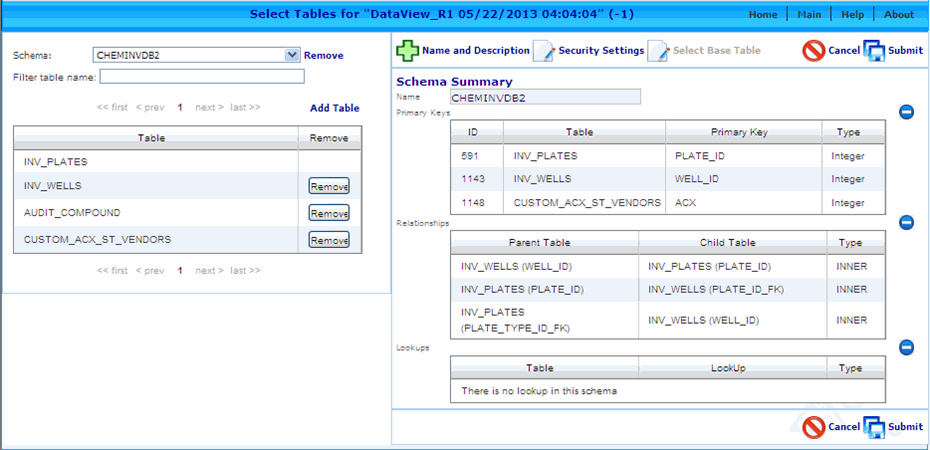 Select Tables for "DataView_R1 05/22/2013 04:04:04" (-1)
Home Main Help About
Schema: CHEMINVDB2 Remove
Filter table name:
<< first < prev 1 next > last >> Add Table
Table Remove
INV_PLATES
INV_WELLS Remove
AUDIT_COMPOUND Remove
CUSTOM_ACX_ST_VENDORS Remove
<< first < prev 1 next > last >>
Name and Description Security Settings Select Base Table Cancel Submit
Schema Summary
Name CHEMINVDB2
Primary Keys
ID Table Primary Key Type
591 INV_PLATES PLATE_ID Integer
1143 INV_WELLS WELL_ID Integer
1148 CUSTOM_ACX_ST_VENDORS ACX Integer
Relationships
Parent Table Child Table Type
INV_WELLS (WELL_ID) INV_PLATES (PLATE_ID) INNER
INV_PLATES (PLATE_ID) INV_WELLS (PLATE_ID_FK) INNER
INV_PLATES
(PLATE_TYPE_ID_FK) INV_WELLS (WELL_ID) INNER
Lookups
Table LookUp Type
There is no lookup in this schema
Cancel Submit